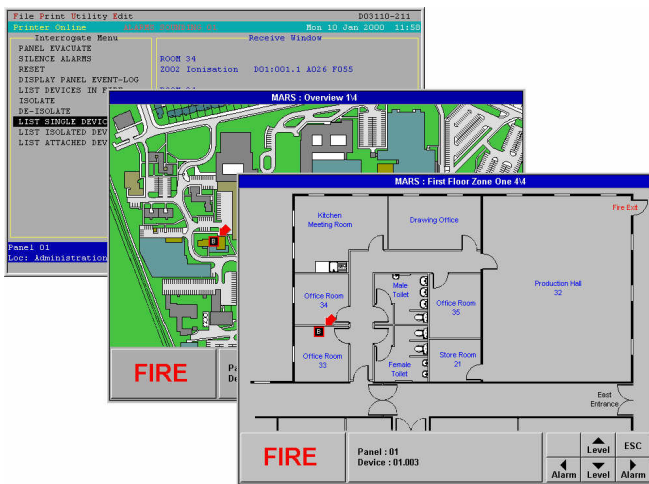 File Print Utility Edit D03110-211
Printer Online Mon 10 Jan 2000 11:58
Interrogate Menu Receive Window
PANEL EVACUATE
SILENCE ALARMS ROOM 34
RESET Z002 Ionisation D01:001.1 A026 F055
DISPLAY PANEL EVENT-LOG
LIST DEVICES IN
ISOLATE
DE-ISOLATE
LIST SINGLE DEVIC
LIST ISOLATED DEV
LIST ATTACHED DEV
Panel 01
Loc: Administration
MARS : Overview 1\4
B
FIRE
Pa
De
MARS : First Floor Zone One 4\4
Fire Exit
Kitchen
Meeting Room
Drawing Office
Male
Toilet
Production Hall
32
Office Room
34
Office Room
35
B
Office Room
33
Female
Toilet
Store Room
21
East
Entrance
FIRE
Panel : 01
Device : 01.003
Level
ESC
Alarm
Level
Alarm